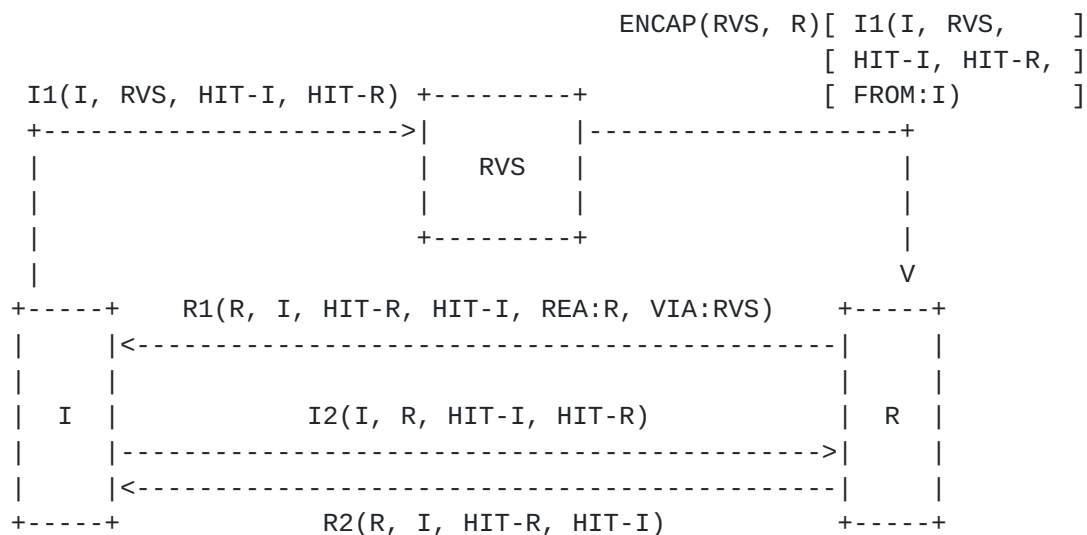 ENCAP(RVS, R)[ I1(I, RVS, ]
[ HIT-I, HIT-R, ]
I1(I, RVS, HIT-I, HIT-R) [ FROM:I) ]
RVS
R1(R, I, HIT-R, HIT-I, REA:R, VIA:RVS)
I I2(I, R, HIT-I, HIT-R) R
R2(R, I, HIT-R, HIT-I)